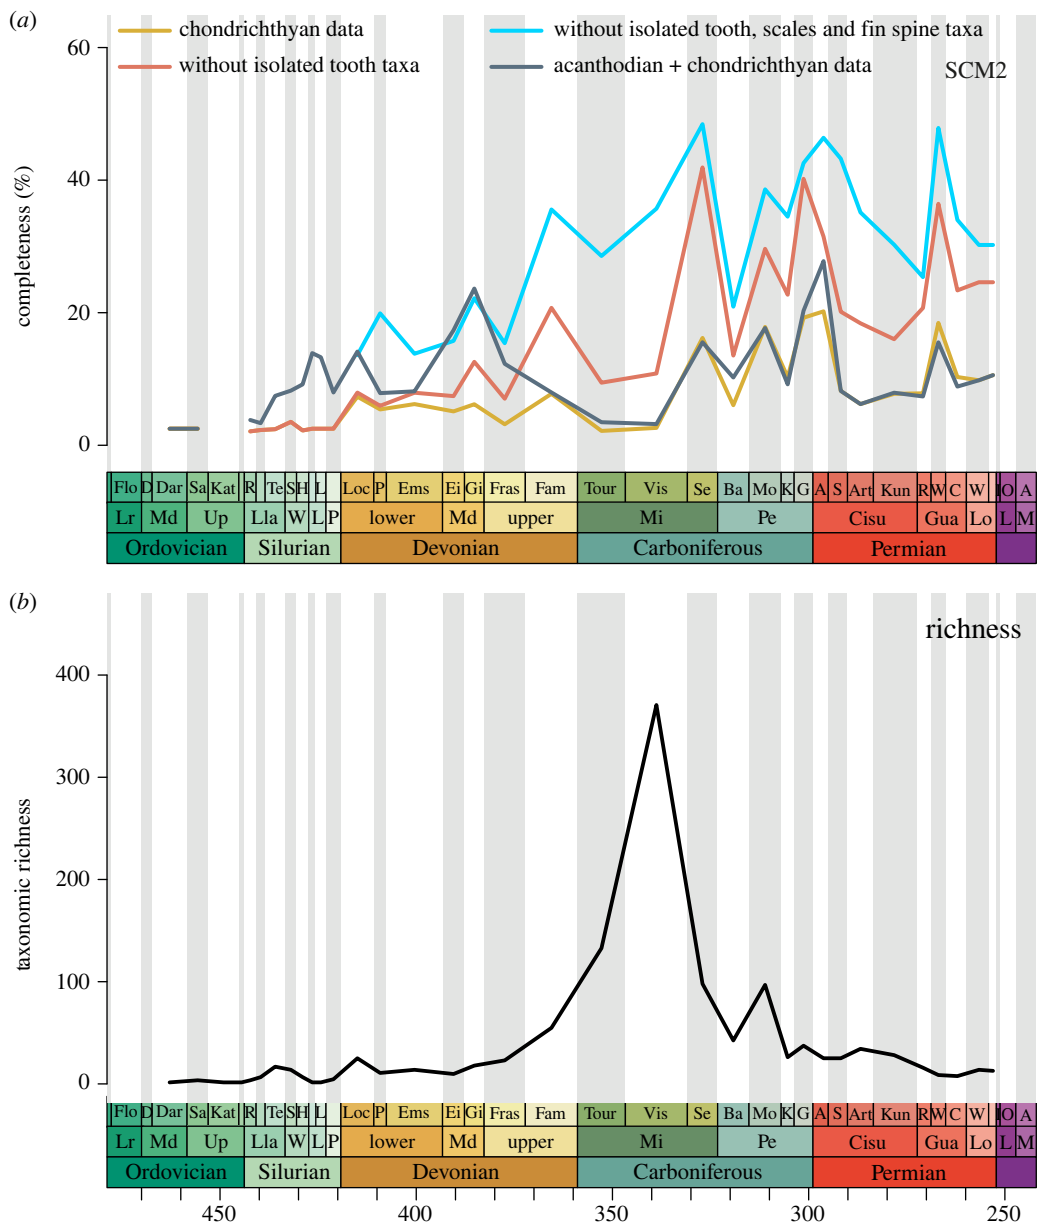 (a)
chondrichthyan data
without isolated tooth, scales and fin spine taxa
without isolated tooth taxa
acanthodian + chondrichthyan data
SCM2
60
40
20
0
completeness (%)
Flo D Dar Sa Kat R Te S H L Loc P Ems Ei Gi Fras Fam Tour Vis Se Ba Mo K G A S Art Kun R W C W IO A
Lr Md Up Lla W L P lower Md upper Mi Pe Cisu Gua Lo L M
Ordovician Silurian Devonian Carboniferous Permian
(b)
richness
400
300
200
100
0
taxonomic richness
Flo D Dar Sa Kat R Te S H L Loc P Ems Ei Gi Fras Fam Tour Vis Se Ba Mo K G A S Art Kun R W C W IO A
Lr Md Up Lla W L P lower Md upper Mi Pe Cisu Gua Lo L M
Ordovician Silurian Devonian Carboniferous Permian
450 400 350 300 250